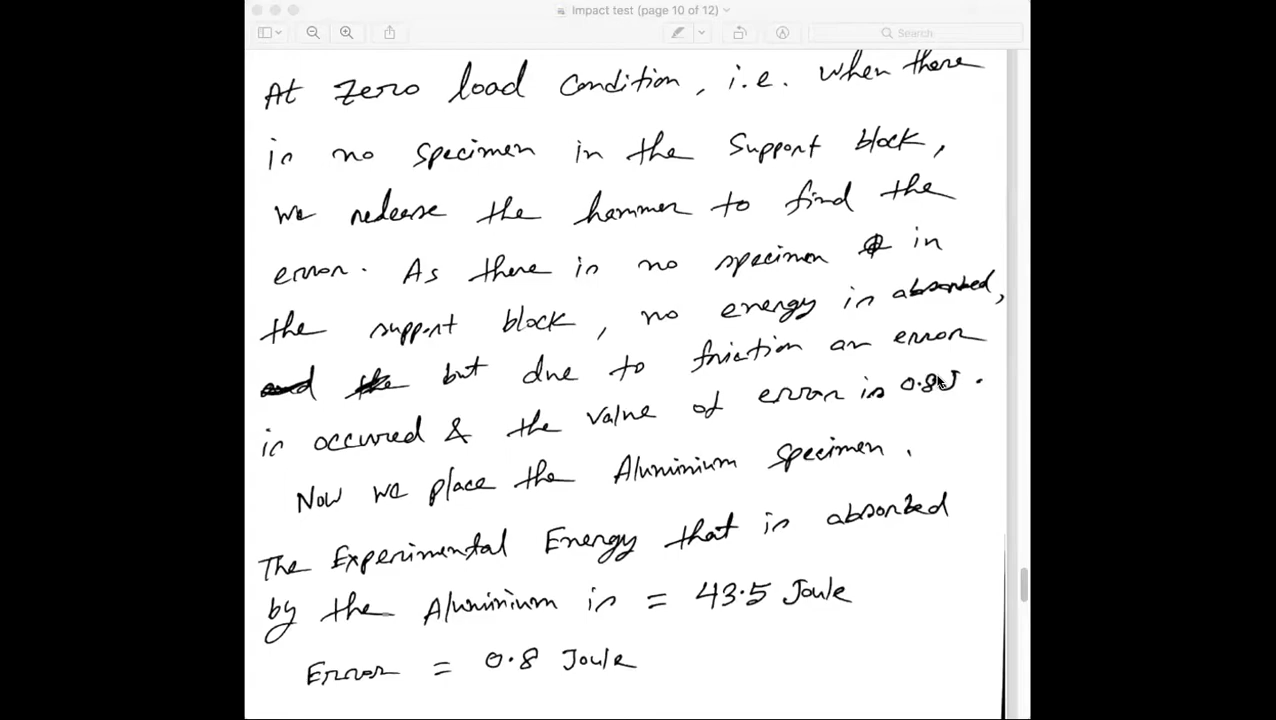 Impact test (page 10 of 12)
Search
At zero load condition, i.e. when there
is no specimen in the support block,
we release the hammer to find the
error. As there is no specimen in
the support block, no energy is absorbed,
and the but due to friction an error
is occured & the value of error is 0.8J.
Now we place the Aluminium specimen.
The Experimental Energy that is absorbed
by the Aluminium is = 43.5 Joule
Error = 0.8 Joule